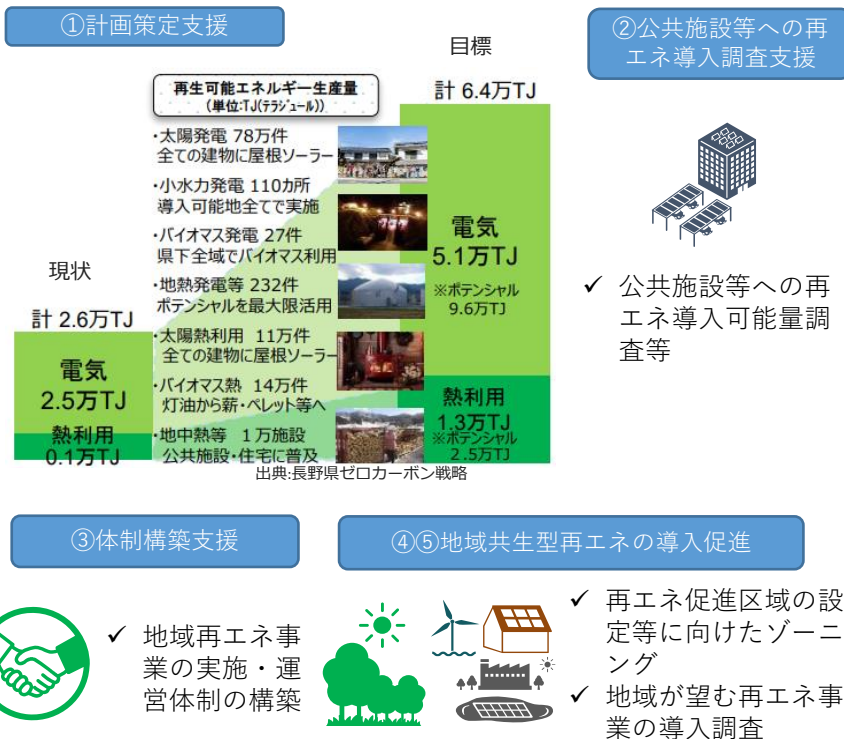 ①計画策定支援
目標
計 6.4万TJ
再生可能エネルギー生産量
(単位:TJ(テラジュール))
・太陽発電 78万件
全ての建物に屋根ソーラー
・小水力発電 110カ所
導入可能地全てで実施
・バイオマス発電 27件
県下全域でバイオマス利用
・地熱発電等 232件
ポテンシャルを最大限活用
・太陽熱利用 11万件
全ての建物に屋根ソーラー
・バイオマス熱 14万件
灯油から薪・ペレット等へ
・地中熱等 1万施設
公共施設・住宅に普及
現状
計 2.6万TJ
電気
2.5万TJ
熱利用
0.1万TJ
電気
5.1万TJ
※ポテンシャル
9.6万TJ
熱利用
1.3万TJ
※ポテンシャル
2.5万TJ
出典:長野県ゼロカーボン戦略
②公共施設等への再
エネ導入調査支援
✓ 公共施設等への再
エネ導入可能量調
査等
③体制構築支援
✓ 地域再エネ事
業の実施・運
営体制の構築
④⑤地域共生型再エネの導入促進
✓ 再エネ促進区域の設
定等に向けたゾーニ
ング
✓ 地域が望む再エネ事
業の導入調査